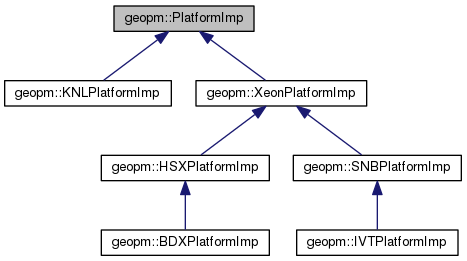 geopm::PlatformImp
geopm::KNLPlatformImp
geopm::XeonPlatformImp
geopm::HSXPlatformImp
geopm::SNBPlatformImp
geopm::BDXPlatformImp
geopm::IVTPlatformImp